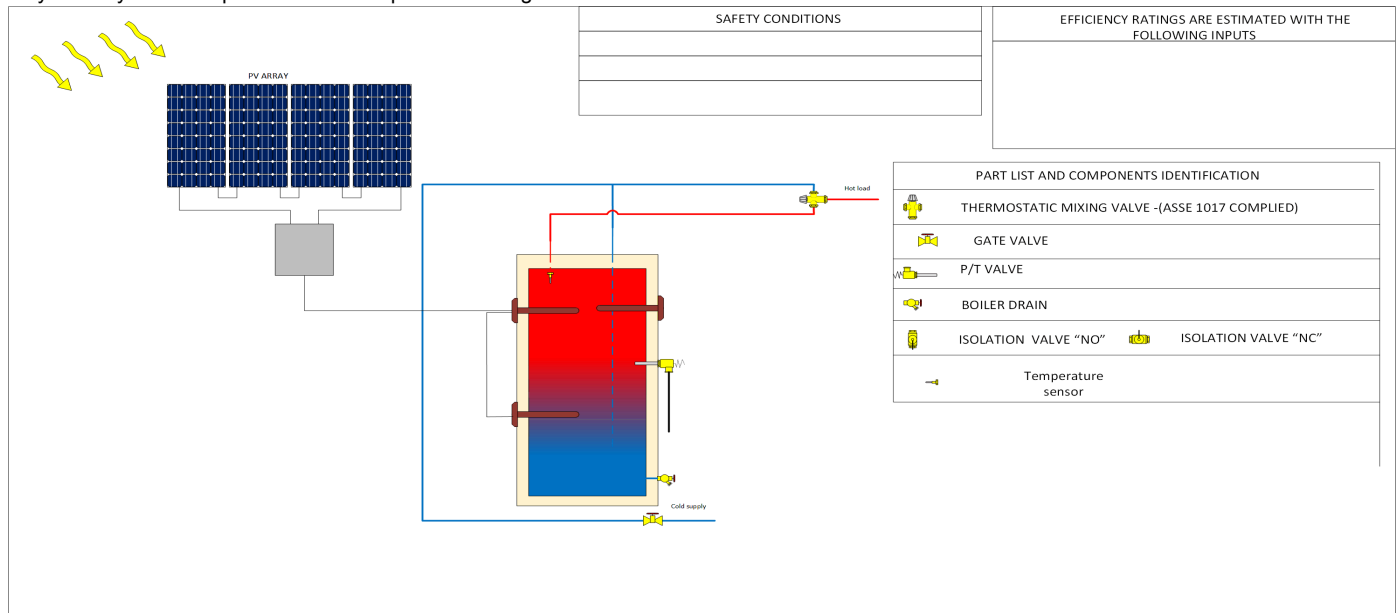 SAFETY CONDITIONS
EFFICIENCY RATINGS ARE ESTIMATED WITH THE
FOLLOWING INPUTS
PV ARRAY
PART LIST AND COMPONENTS IDENTIFICATION
THERMOSTATIC MIXING VALVE -(ASSE 1017 COMPLIED)
GATE VALVE
P/T VALVE
BOILER DRAIN
ISOLATION VALVE “NO”
ISOLATION VALVE “NC”
Temperature
sensor
Hot load
Cold supply